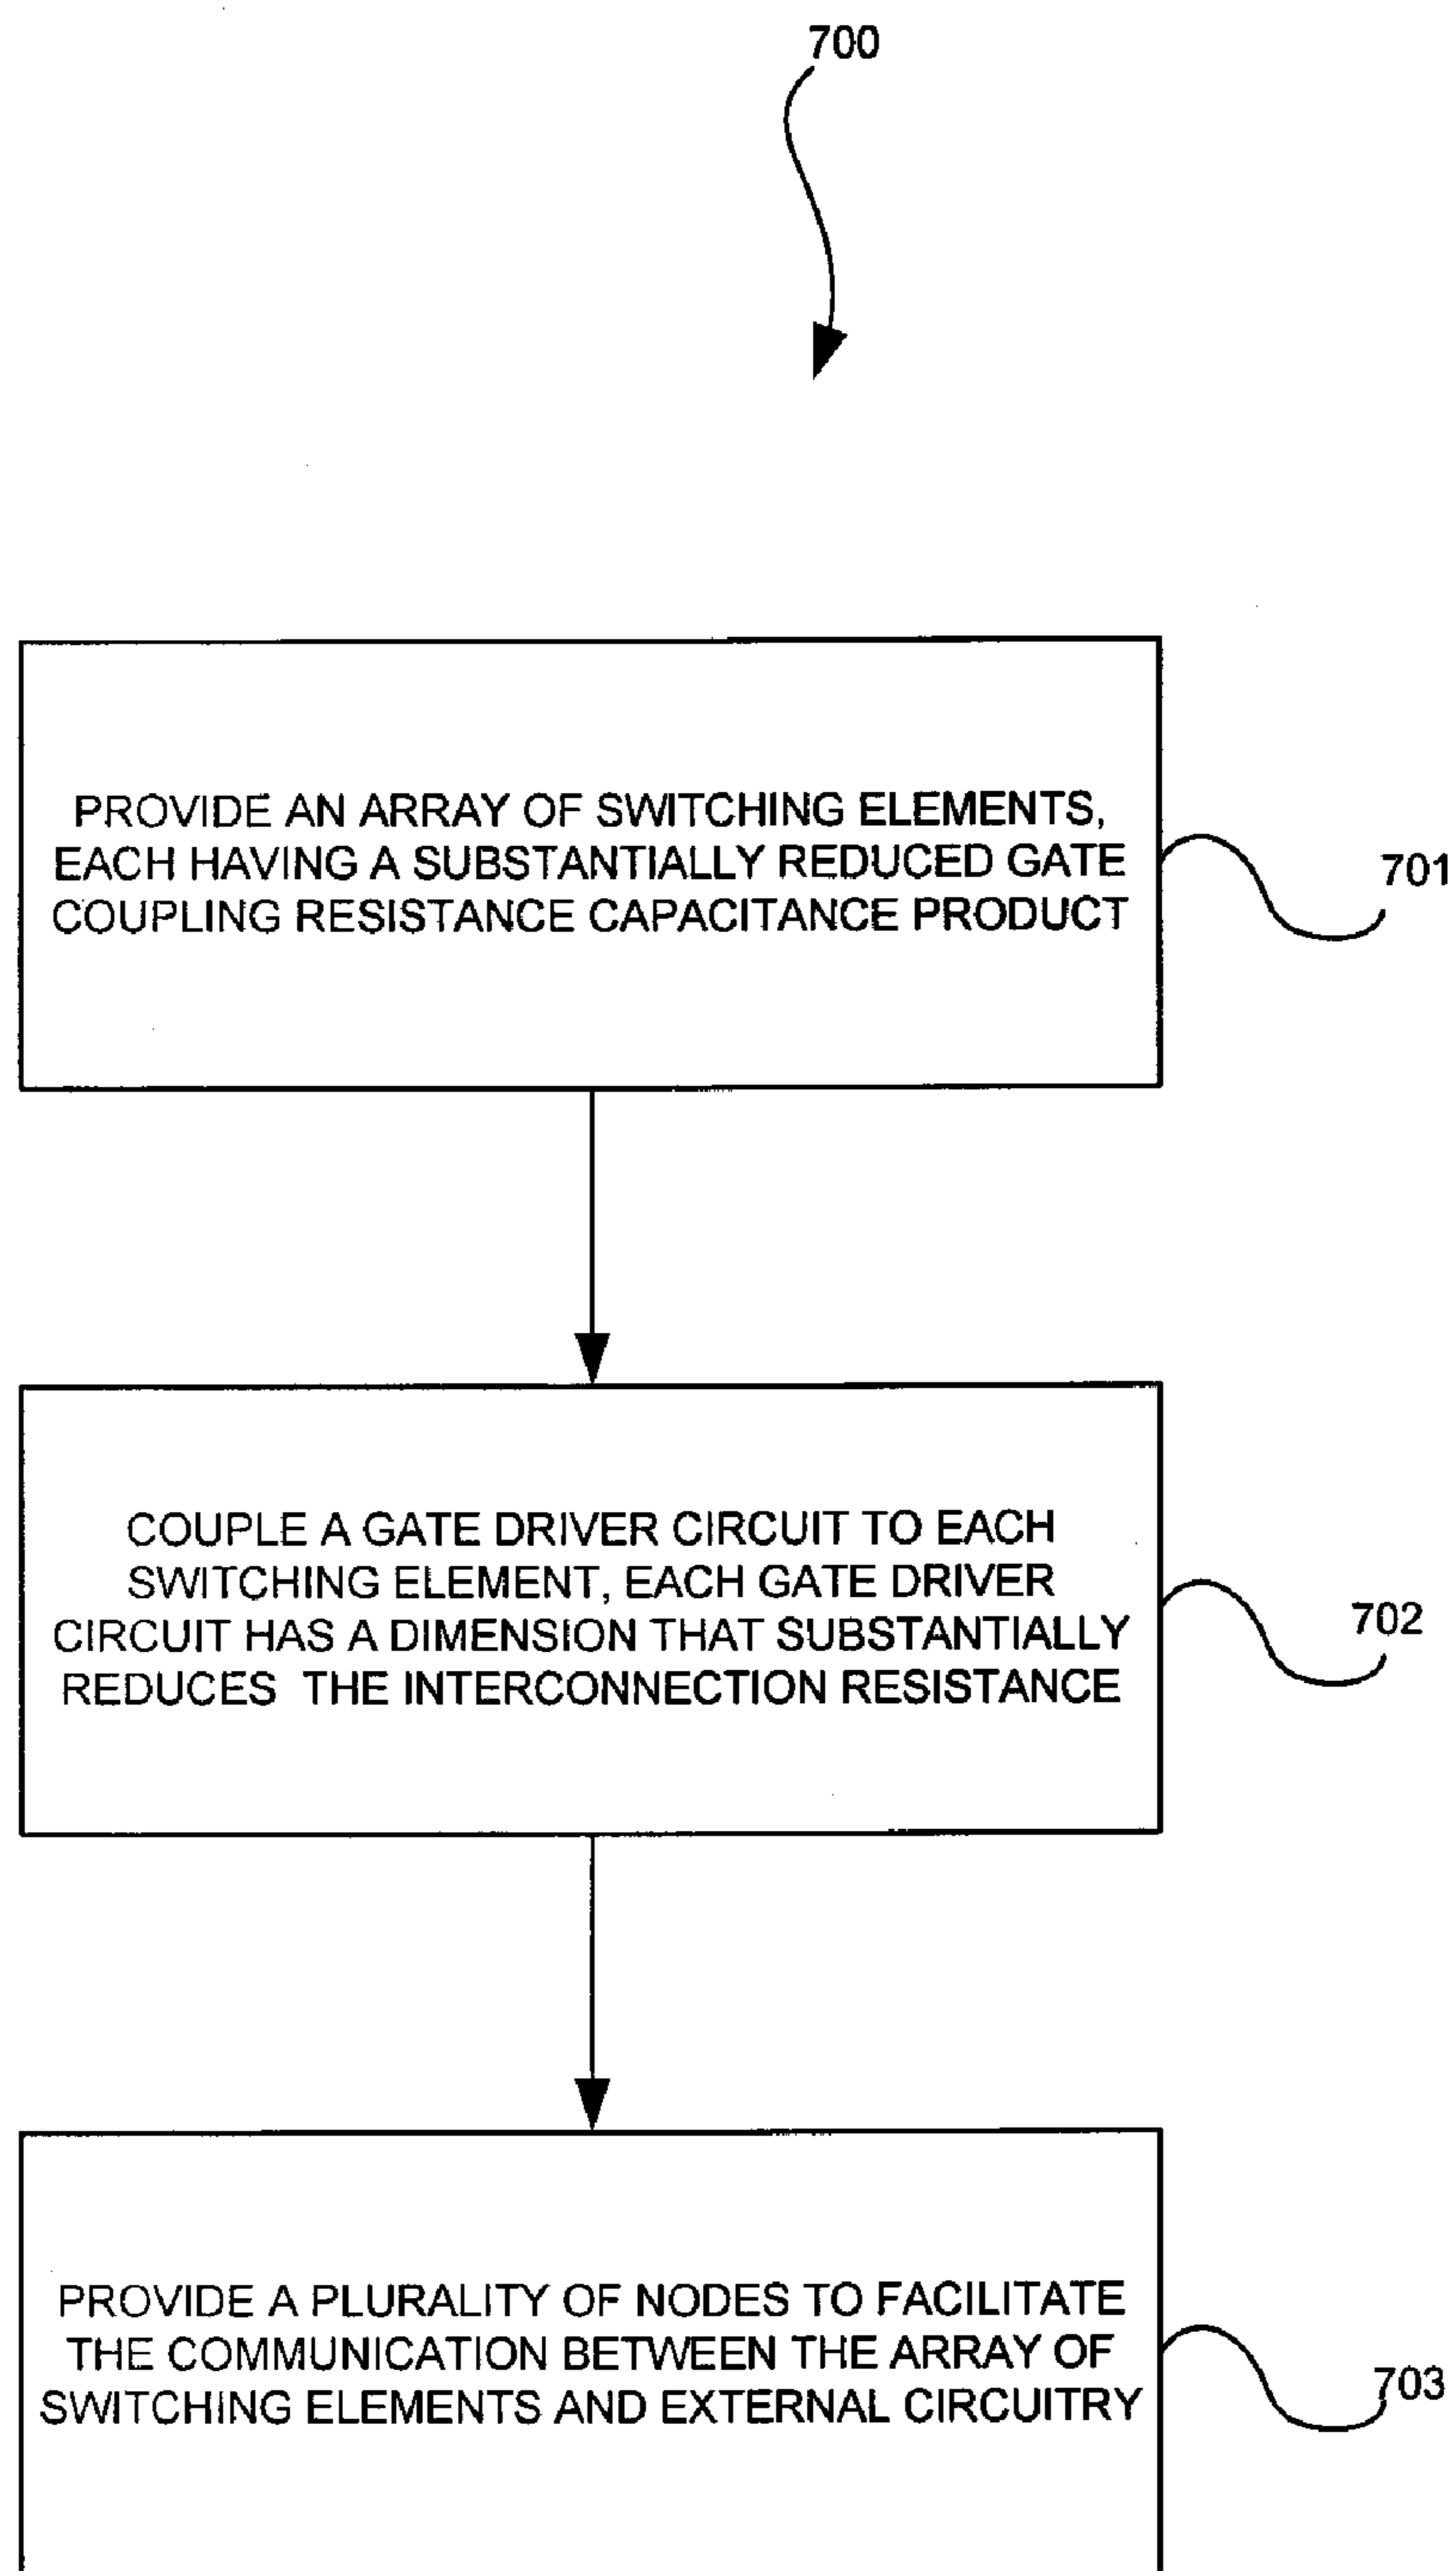 700
PROVIDE AN ARRAY OF SWITCHING ELEMENTS,
EACH HAVING A SUBSTANTIALLY REDUCED GATE
COUPLING RESISTANCE CAPACITANCE PRODUCT
701
COUPLE A GATE DRIVER CIRCUIT TO EACH
SWITCHING ELEMENT, EACH GATE DRIVER
CIRCUIT HAS A DIMENSION THAT SUBSTANTIALLY
REDUCES THE INTERCONNECTION RESISTANCE
702
PROVIDE A PLURALITY OF NODES TO FACILITATE
THE COMMUNICATION BETWEEN THE ARRAY OF
SWITCHING ELEMENTS AND EXTERNAL CIRCUITRY
703